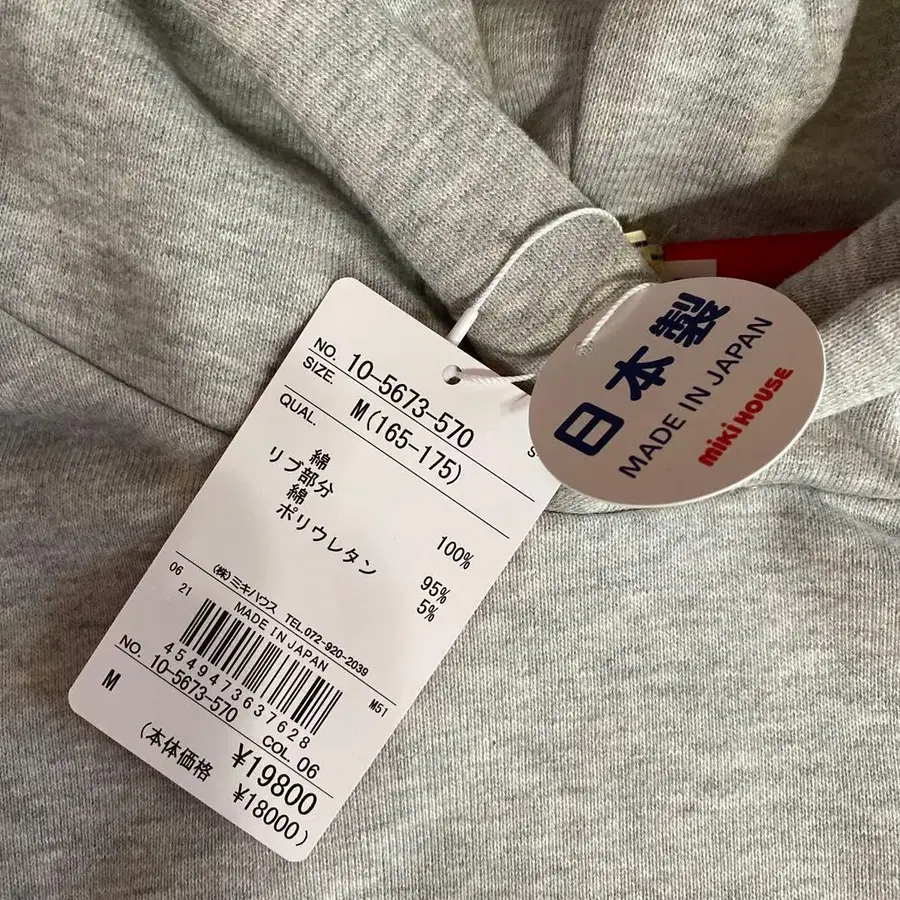 NO. 10-5673-570
SIZE. M(165-175)
QUAL.
綿 100%
リブ部分
綿 95%
ポリウレタン 5%
(株)ミキハウス TEL.072-920-2039
06
21
MADE IN JAPAN
M51
4549473637628
NO. 10-5673-570
M
COL. 06
¥19800
(本体価格 ¥18000)
S
日本製
MADE IN JAPAN
miki HOUSE